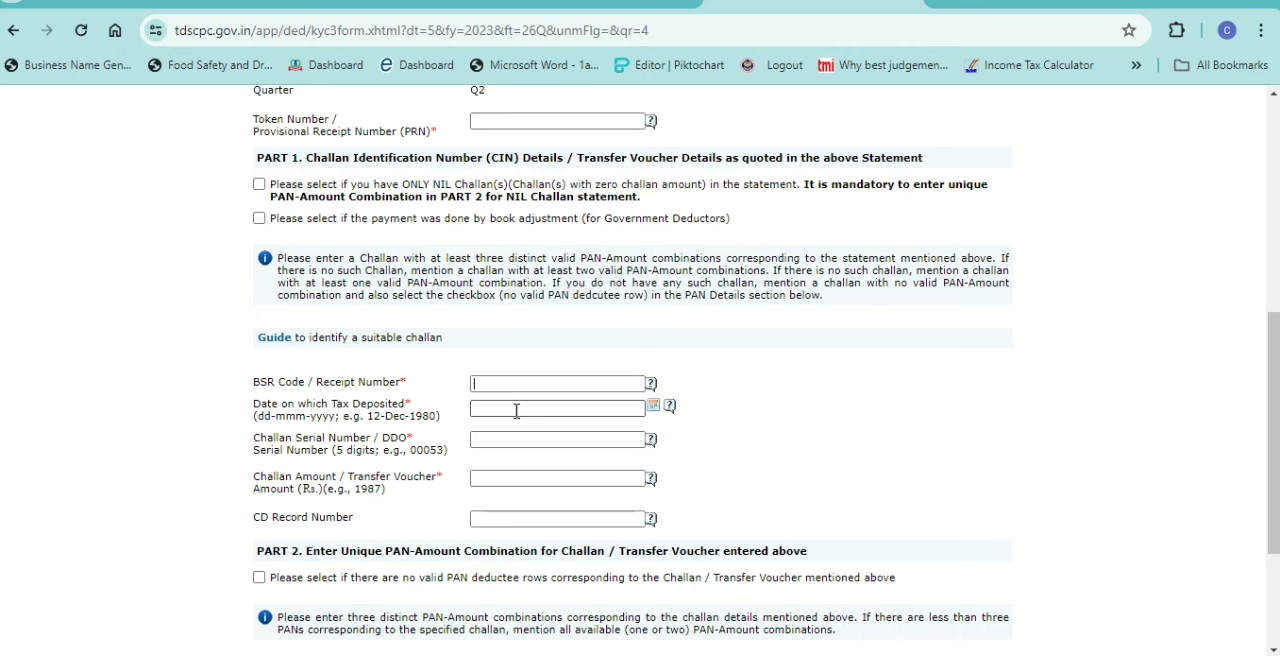 tdscpc.gov.in/app/ded/kyc3form.xhtml?dt=5&fy=2023&ft=26Q&unmFlg=&qr=4
C
Business Name Gen... Food Safety and Dr... Dashboard Dashboard Microsoft Word - 1a... Editor | Piktochart Logout tmi Why best judgemen... Income Tax Calculator » All Bookmarks
Quarter Q2
Token Number /
Provisional Receipt Number (PRN)* ?
PART 1. Challan Identification Number (CIN) Details / Transfer Voucher Details as quoted in the above Statement
Please select if you have ONLY NIL Challan(s)(Challan(s) with zero challan amount) in the statement. It is mandatory to enter unique
PAN-Amount Combination in PART 2 for NIL Challan statement.
Please select if the payment was done by book adjustment (for Government Deductors)
i Please enter a Challan with at least three distinct valid PAN-Amount combinations corresponding to the statement mentioned above. If
there is no such Challan, mention a challan with at least two valid PAN-Amount combinations. If there is no such challan, mention a challan
with at least one valid PAN-Amount combination. If you do not have any such challan, mention a challan with no valid PAN-Amount
combination and also select the checkbox (no valid PAN dedcutee row) in the PAN Details section below.
Guide to identify a suitable challan
BSR Code / Receipt Number* ?
Date on which Tax Deposited* ?
(dd-mmm-yyyy; e.g. 12-Dec-1980)
Challan Serial Number / DDO* ?
Serial Number (5 digits; e.g., 00053)
Challan Amount / Transfer Voucher* ?
Amount (Rs.)(e.g., 1987)
CD Record Number ?
PART 2. Enter Unique PAN-Amount Combination for Challan / Transfer Voucher entered above
Please select if there are no valid PAN deductee rows corresponding to the Challan / Transfer Voucher mentioned above
i Please enter three distinct PAN-Amount combinations corresponding to the challan details mentioned above. If there are less than three
PANs corresponding to the specified challan, mention all available (one or two) PAN-Amount combinations.